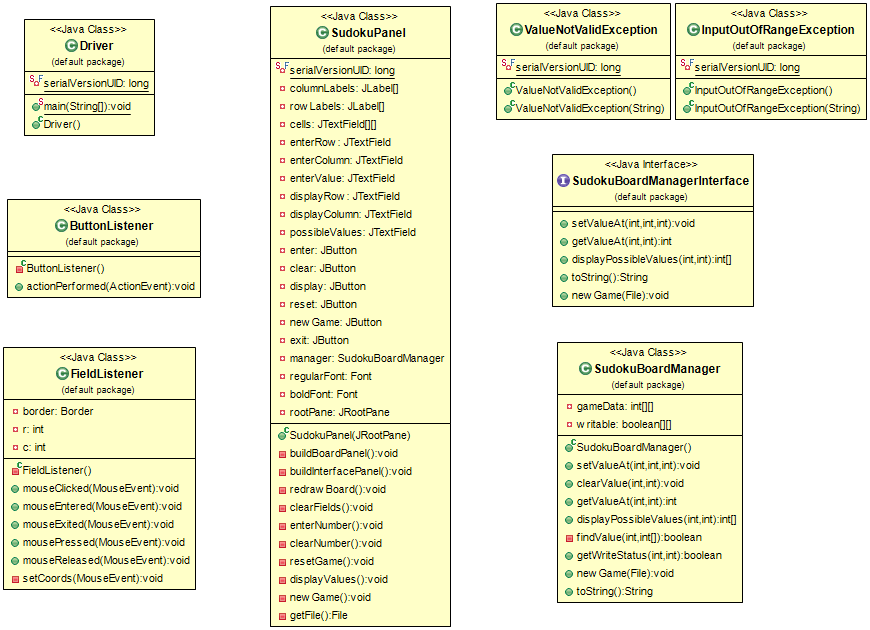 <<Java Class>>
Driver
(default package)
serialVersionUID: long
main(String[]):void
Driver()
<<Java Class>>
ButtonListener
(default package)
ButtonListener()
actionPerformed(ActionEvent):void
<<Java Class>>
FieldListener
(default package)
border: Border
r: int
c: int
FieldListener()
mouseClicked(MouseEvent):void
mouseEntered(MouseEvent):void
mouseExited(MouseEvent):void
mousePressed(MouseEvent):void
mouseReleased(MouseEvent):void
setCoords(MouseEvent):void
<<Java Class>>
SudokuPanel
(default package)
serialVersionUID: long
columnLabels: JLabel[]
row Labels: JLabel[]
cells: JTextField[][]
enterRow : JTextField
enterColumn: JTextField
enterValue: JTextField
displayRow : JTextField
displayColumn: JTextField
possibleValues: JTextField
enter: JButton
clear: JButton
display: JButton
reset: JButton
new Game: JButton
exit: JButton
manager: SudokuBoardManager
regularFont: Font
boldFont: Font
rootPane: JRootPane
SudokuPanel(JRootPane)
buildBoardPanel():void
buildInterfacePanel():void
redraw Board():void
clearFields():void
enterNumber():void
clearNumber():void
resetGame():void
displayValues():void
new Game():void
getFile():File
<<Java Class>>
ValueNotValidException
(default package)
serialVersionUID: long
ValueNotValidException()
ValueNotValidException(String)
<<Java Class>>
InputOutOfRangeException
(default package)
serialVersionUID: long
InputOutOfRangeException()
InputOutOfRangeException(String)
<<Java Interface>>
SudokuBoardManagerInterface
(default package)
setValueAt(int,int,int):void
getValueAt(int,int):int
displayPossibleValues(int,int):int[]
toString():String
new Game(File):void
<<Java Class>>
SudokuBoardManager
(default package)
gameData: int[][]
w ritable: boolean[][]
SudokuBoardManager()
setValueAt(int,int,int):void
clearValue(int,int):void
getValueAt(int,int):int
displayPossibleValues(int,int):int[]
findValue(int,int[]):boolean
getWriteStatus(int,int):boolean
new Game(File):void
toString():String